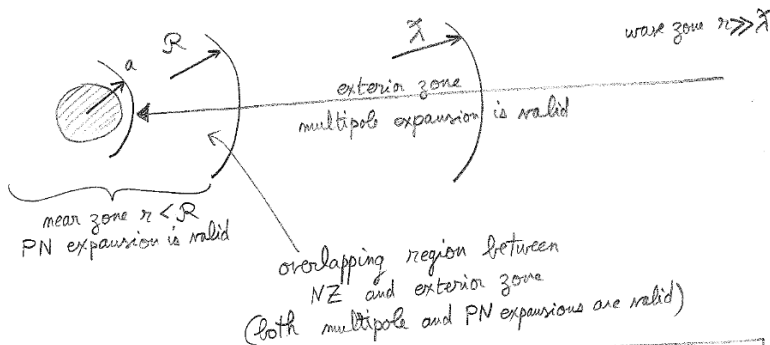 a
R
ƛ
wave zone r≫ƛ
exterior zone
multipole expansion is valid
near zone r < R
PN expansion is valid
overlapping region between
NZ and exterior zone
(both multipole and PN expansions are valid)